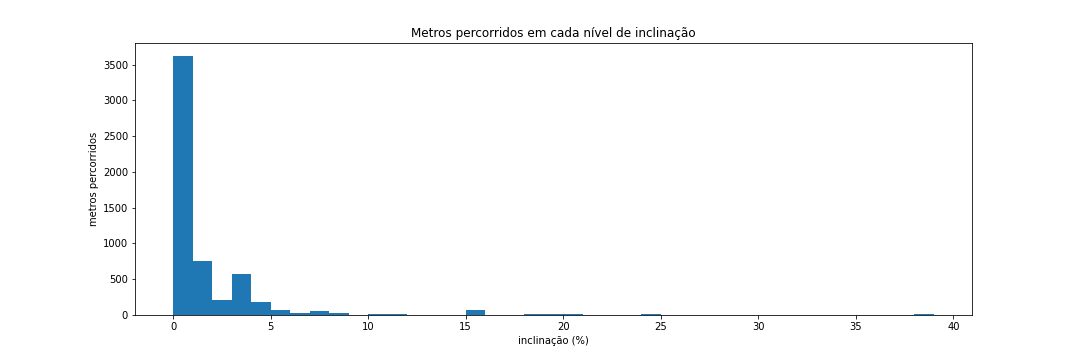 Metros percorridos em cada nível de inclinação
3500
3000
2500
2000
1500
1000
500
0
metros percorridos
0 5 10 15 20 25 30 35 40
inclinação (%)